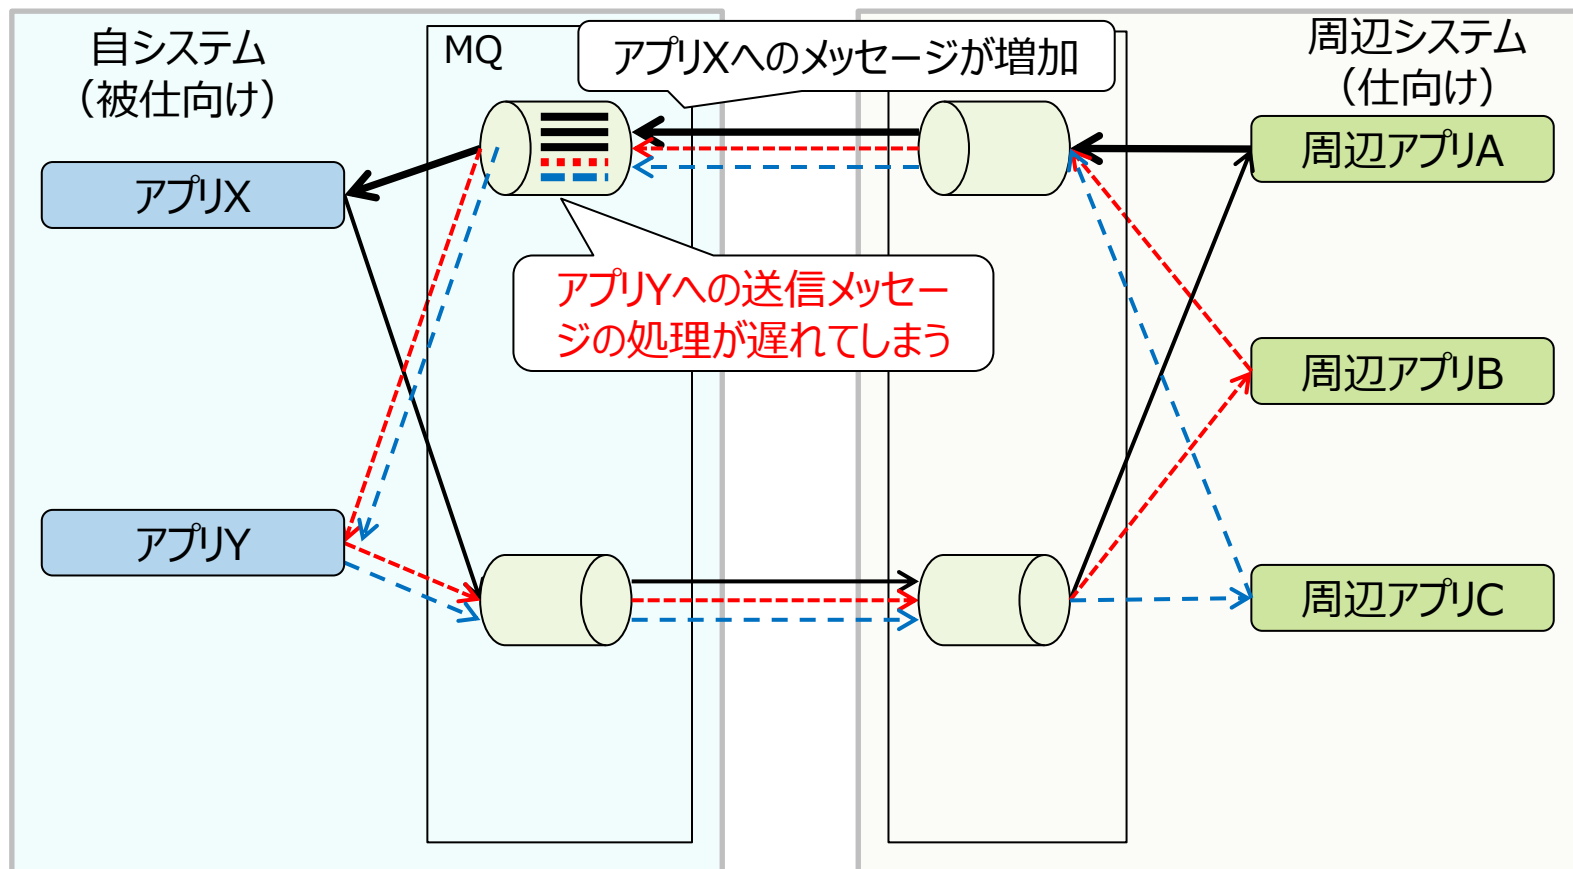 自システム
（被仕向け）
MQ
アプリXへのメッセージが増加
周辺システム
（仕向け）
アプリX
周辺アプリA
アプリYへの送信メッセー
ジの処理が遅れてしまう
周辺アプリB
アプリY
周辺アプリC